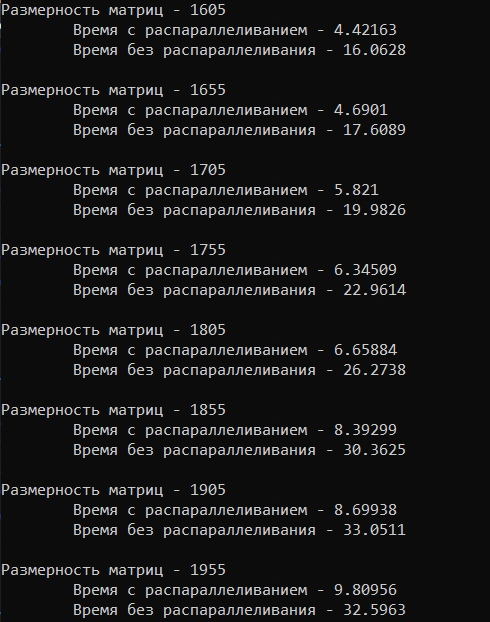 Размерность матриц - 1605
Время с распараллеливанием - 4.42163
Время без распараллеливания - 16.0628
Размерность матриц - 1655
Время с распараллеливанием - 4.6901
Время без распараллеливания - 17.6089
Размерность матриц - 1705
Время с распараллеливанием - 5.821
Время без распараллеливания - 19.9826
Размерность матриц - 1755
Время с распараллеливанием - 6.34509
Время без распараллеливания - 22.9614
Размерность матриц - 1805
Время с распараллеливанием - 6.65884
Время без распараллеливания - 26.2738
Размерность матриц - 1855
Время с распараллеливанием - 8.39299
Время без распараллеливания - 30.3625
Размерность матриц - 1905
Время с распараллеливанием - 8.69938
Время без распараллеливания - 33.0511
Размерность матриц - 1955
Время с распараллеливанием - 9.80956
Время без распараллеливания - 32.5963